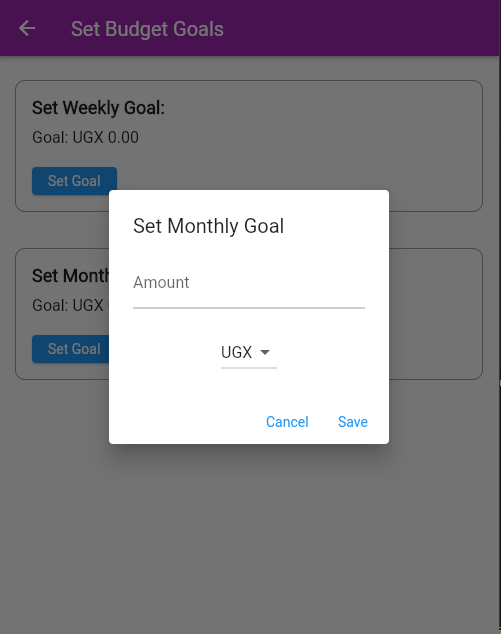 Set Budget Goals
Set Weekly Goal:
Goal: UGX 0.00
Set Goal
Set Month
Goal: UGX
Set Goal
Set Monthly Goal
Amount
UGX
Cancel
Save